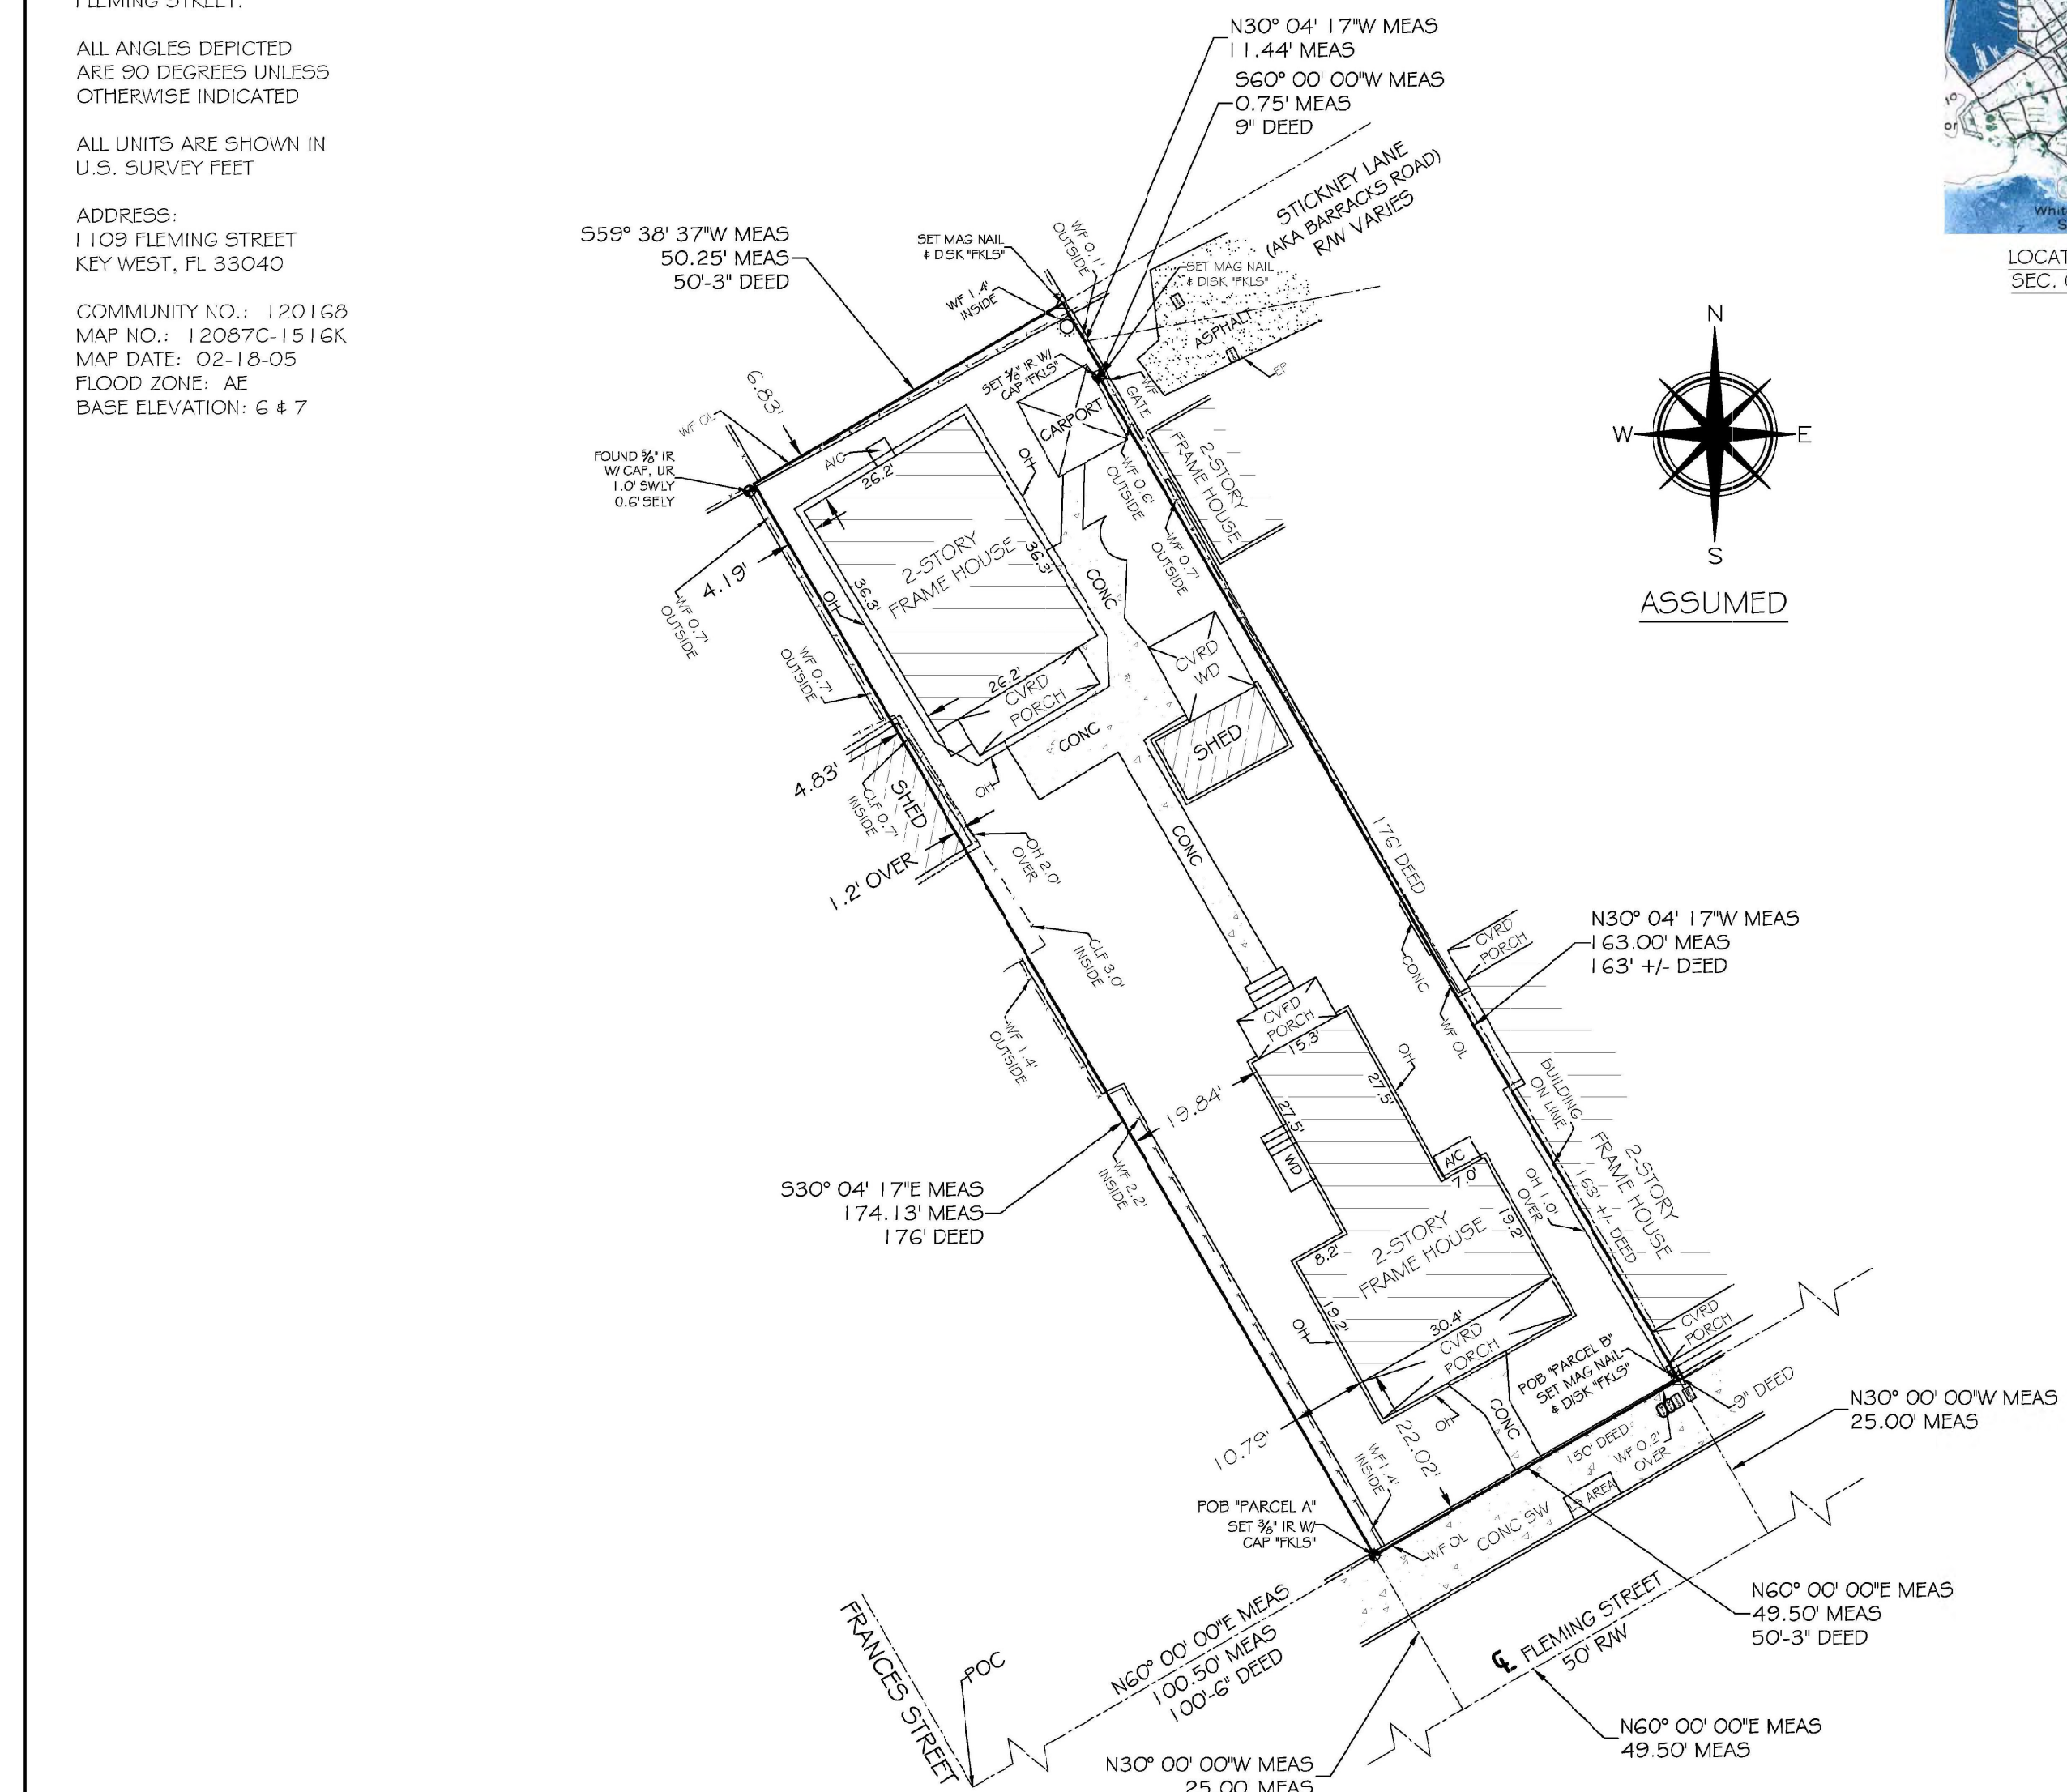 FLEMING STREET.
ALL ANGLES DEPICTED
ARE 90 DEGREES UNLESS
OTHERWISE INDICATED
ALL UNITS ARE SHOWN IN
U.S. SURVEY FEET
ADDRESS:
1109 FLEMING STREET
KEY WEST, FL 33040
COMMUNITY NO.: 120168
MAP NO.: 12087C-1516K
MAP DATE: 02-18-05
FLOOD ZONE: AE
BASE ELEVATION: 6 & 7
N30° 04' 17"W MEAS
11.44' MEAS
S60° 00' 00"W MEAS
0.75' MEAS
9" DEED
STICKNEY LANE
(AKA BARRACKS ROAD)
R/W VARIES
S59° 38' 37"W MEAS
50.25' MEAS
50'-3" DEED
SET MAG NAIL
& DSK "FKLS"
WF 0.1'
OUTSIDE
WF 1.4'
INSIDE
SET MAG NAIL
& DISK "FKLS"
ASPHALT
EP
SET 3/8" IR W/
CAP "FKLS"
WF
GATE
CARPORT
6.83'
WF OL
FOUND 5/8" IR
W/ CAP, UR
1.0' SWLY
0.6' SELY
A/C
26.2'
OH
WF 0.6'
OUTSIDE
2-STORY
FRAME HOUSE
2-STORY
FRAME HOUSE
36.3'
36.3'
OH
CONC
WF 0.7'
OUTSIDE
4.19'
WF 0.7'
OUTSIDE
WF 0.7'
OUTSIDE
26.2'
CVRD
PORCH
CVRD
WD
CONC
SHED
OH
4.83'
CLF 0.7'
INSIDE
SHED
1.2' OVER
OH 2.0'
OVER
CONC
176' DEED
CLF 3.0'
INSIDE
WF 1.4'
OUTSIDE
CONC
WF OL
CVRD
PORCH
N30° 04' 17"W MEAS
163.00' MEAS
163' +/- DEED
CVRD
PORCH
15.3'
OH
27.5'
27.5'
19.84'
WD
A/C
7.0'
BUILDING
ON LINE
2-STORY
FRAME HOUSE
163' +/- DEED
OH 1.0'
OVER
WF 2.2'
INSIDE
S30° 04' 17"E MEAS
174.13' MEAS
176' DEED
8.2'
2-STORY
FRAME HOUSE
19.2'
19.2'
OH
30.4'
CVRD
PORCH
CVRD
PORCH
POB "PARCEL B"
SET MAG NAIL
& DISK "FKLS"
9" DEED
N30° 00' 00"W MEAS
25.00' MEAS
10.79'
WF 1.4'
INSIDE
22.02'
OH
CONC
150' DEED
WF 0.2'
OVER
LS AREA
CONC SW
WF OL
POB "PARCEL A"
SET 3/8" IR W/
CAP "FKLS"
N60° 00' 00"E MEAS
49.50' MEAS
50'-3" DEED
FLEMING STREET
50' R/W
N60° 00' 00"E MEAS
100.50' MEAS
100'-6" DEED
FRANCES STREET
POC
N60° 00' 00"E MEAS
49.50' MEAS
N30° 00' 00"W MEAS
25.00' MEAS
N
W
E
S
ASSUMED
Whit
LOCAT
SEC.